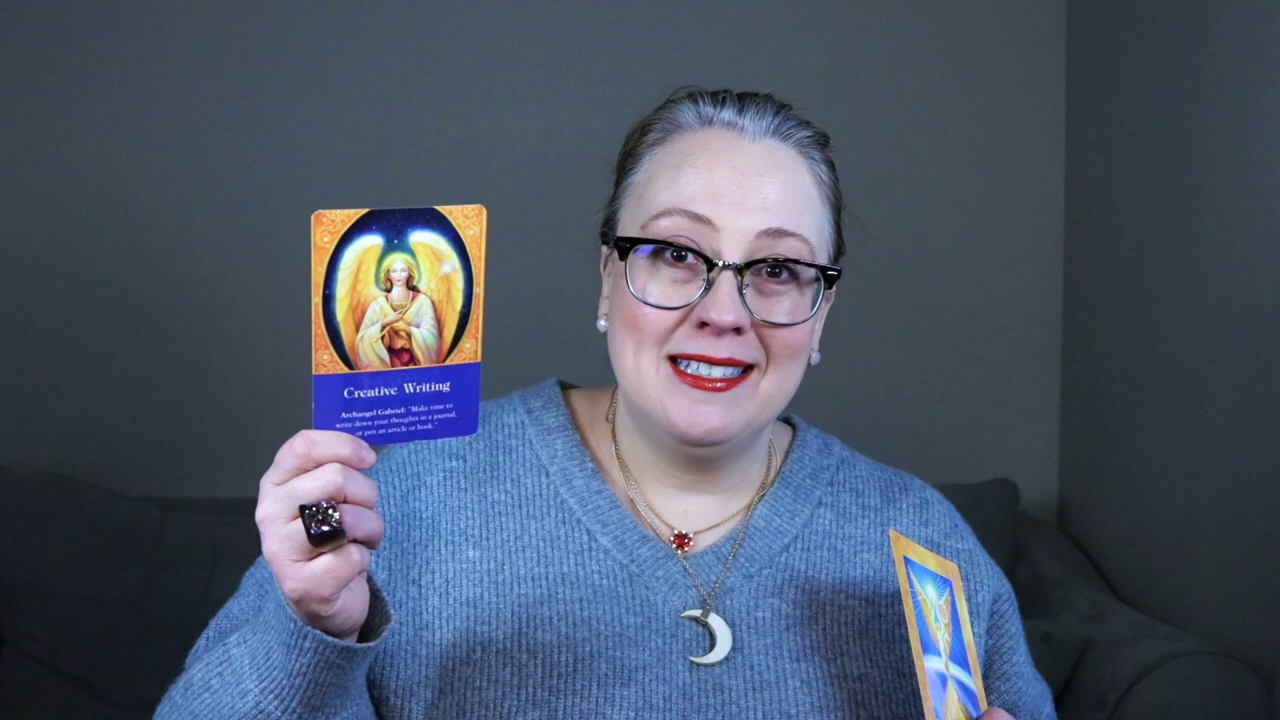 Creative Writing
Archangel Gabriel: "Make time to
write down your thoughts in a journal,
or pen an article or book."